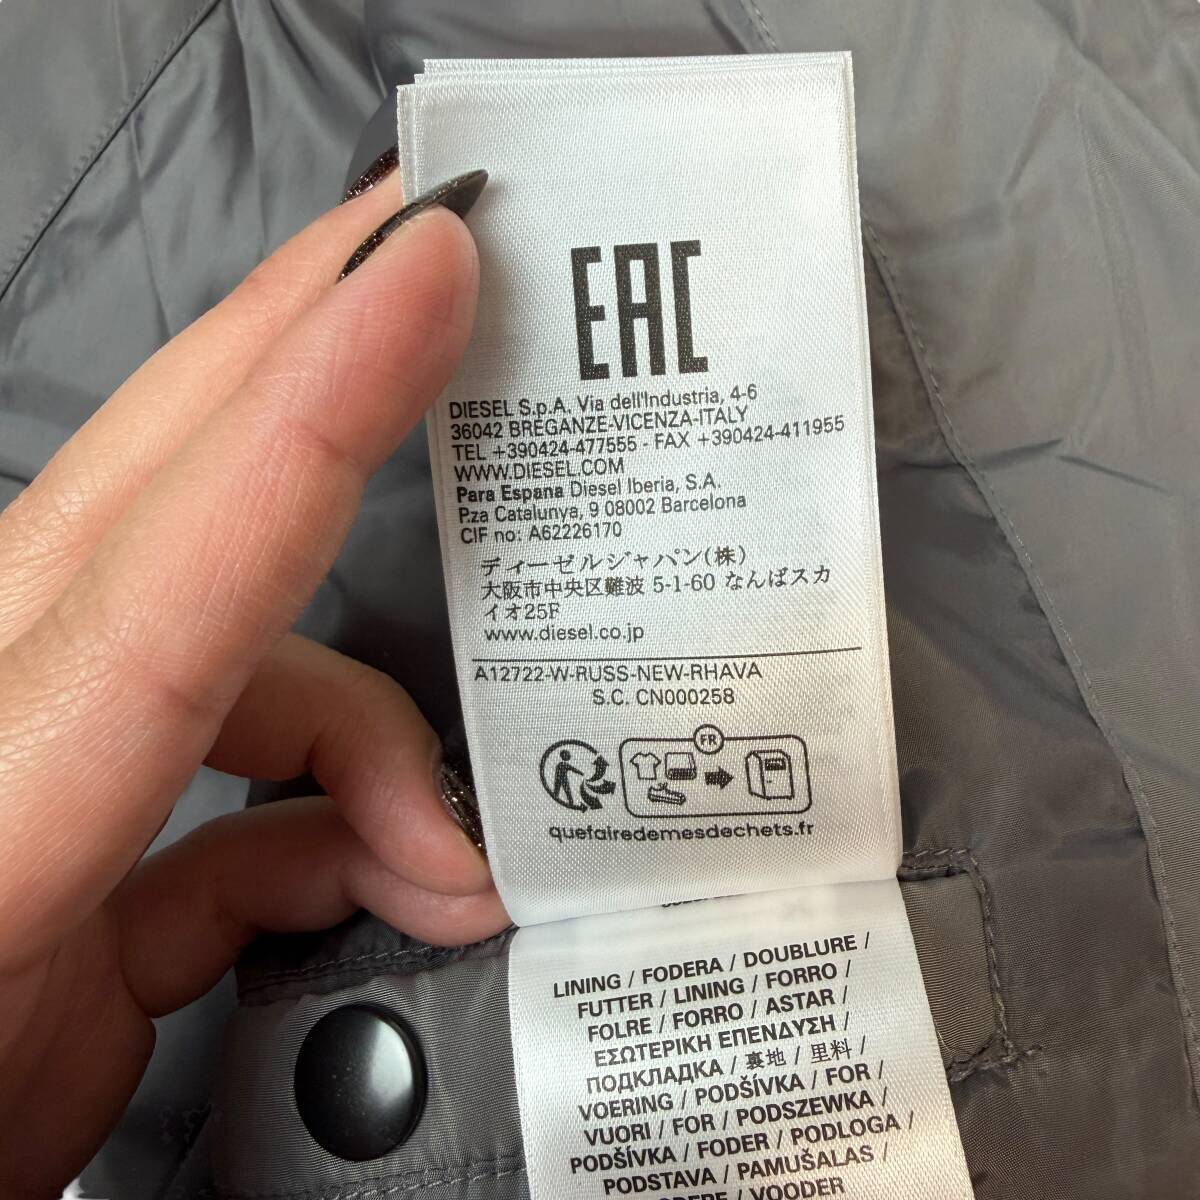 EAC
DIESEL S.p.A. Via dell'Industria, 4-6
36042 BREGANZE-VICENZA-ITALY
TEL +390424-477555 - FAX +390424-411955
WWW.DIESEL.COM
Para Espana Diesel Iberia, S.A.
P.za Catalunya, 9 08002 Barcelona
CIF no: A62226170
ディーゼルジャパン(株)
大阪市中央区難波 5-1-60 なんばスカ
イオ25F
www.diesel.co.jp
A12722-W-RUSS-NEW-RHAVA
S.C. CN000258
FR
quefairedemesdechets.fr
LINING / FODERA / DOUBLURE /
FUTTER / LINING / FORRO /
FOLRE / FORRO / ASTAR /
ΕΣΩΤΕΡΙΚΗ ΕΠΕΝΔΥΣΗ /
ПОДКЛАДКА / 裏地 / 里料 /
VOERING / PODŠÍVKA / FOR /
VUORI / FOR / PODSZEWKA /
PODŠÍVKA / FODER / PODLOGA /
PODSTAVA / PAMUŠALAS /
VOODER